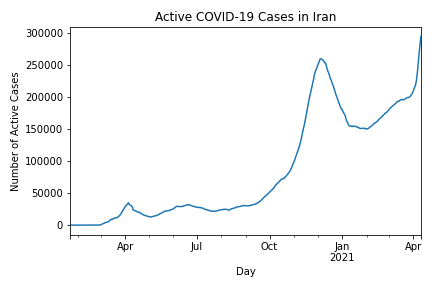 Active COVID-19 Cases in Iran
300000
250000
200000
150000
100000
50000
0
Number of Active Cases
Apr Jul Oct Jan Apr
2021
Day